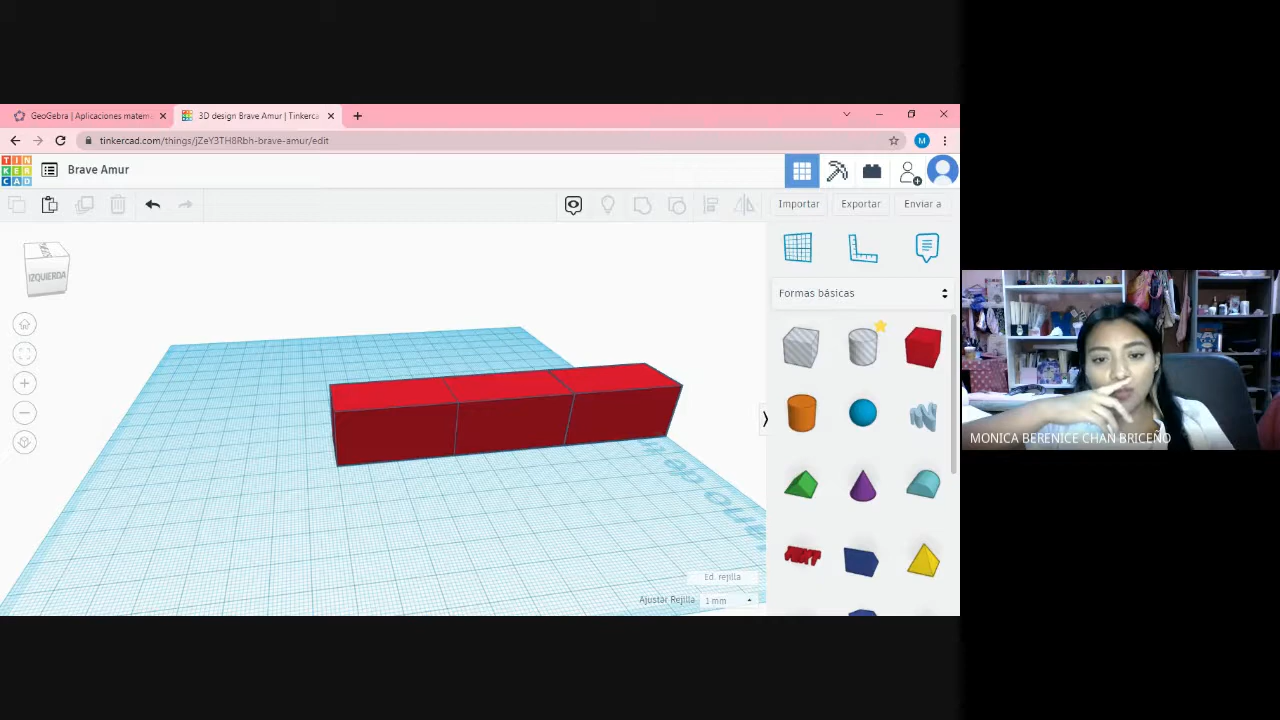 GeoGebra | Aplicaciones matem
3D design Brave Amur | Tinkerca
tinkercad.com/things/jZeY3TH8Rbh-brave-amur/edit
M
TIN
KER
CAD
Brave Amur
Importar
Exportar
Enviar a
IZQUIERDA
Formas básicas
MONICA BERENICE CHAN BRICEÑO
Ed. rejilla
Ajustar Rejilla 1 mm